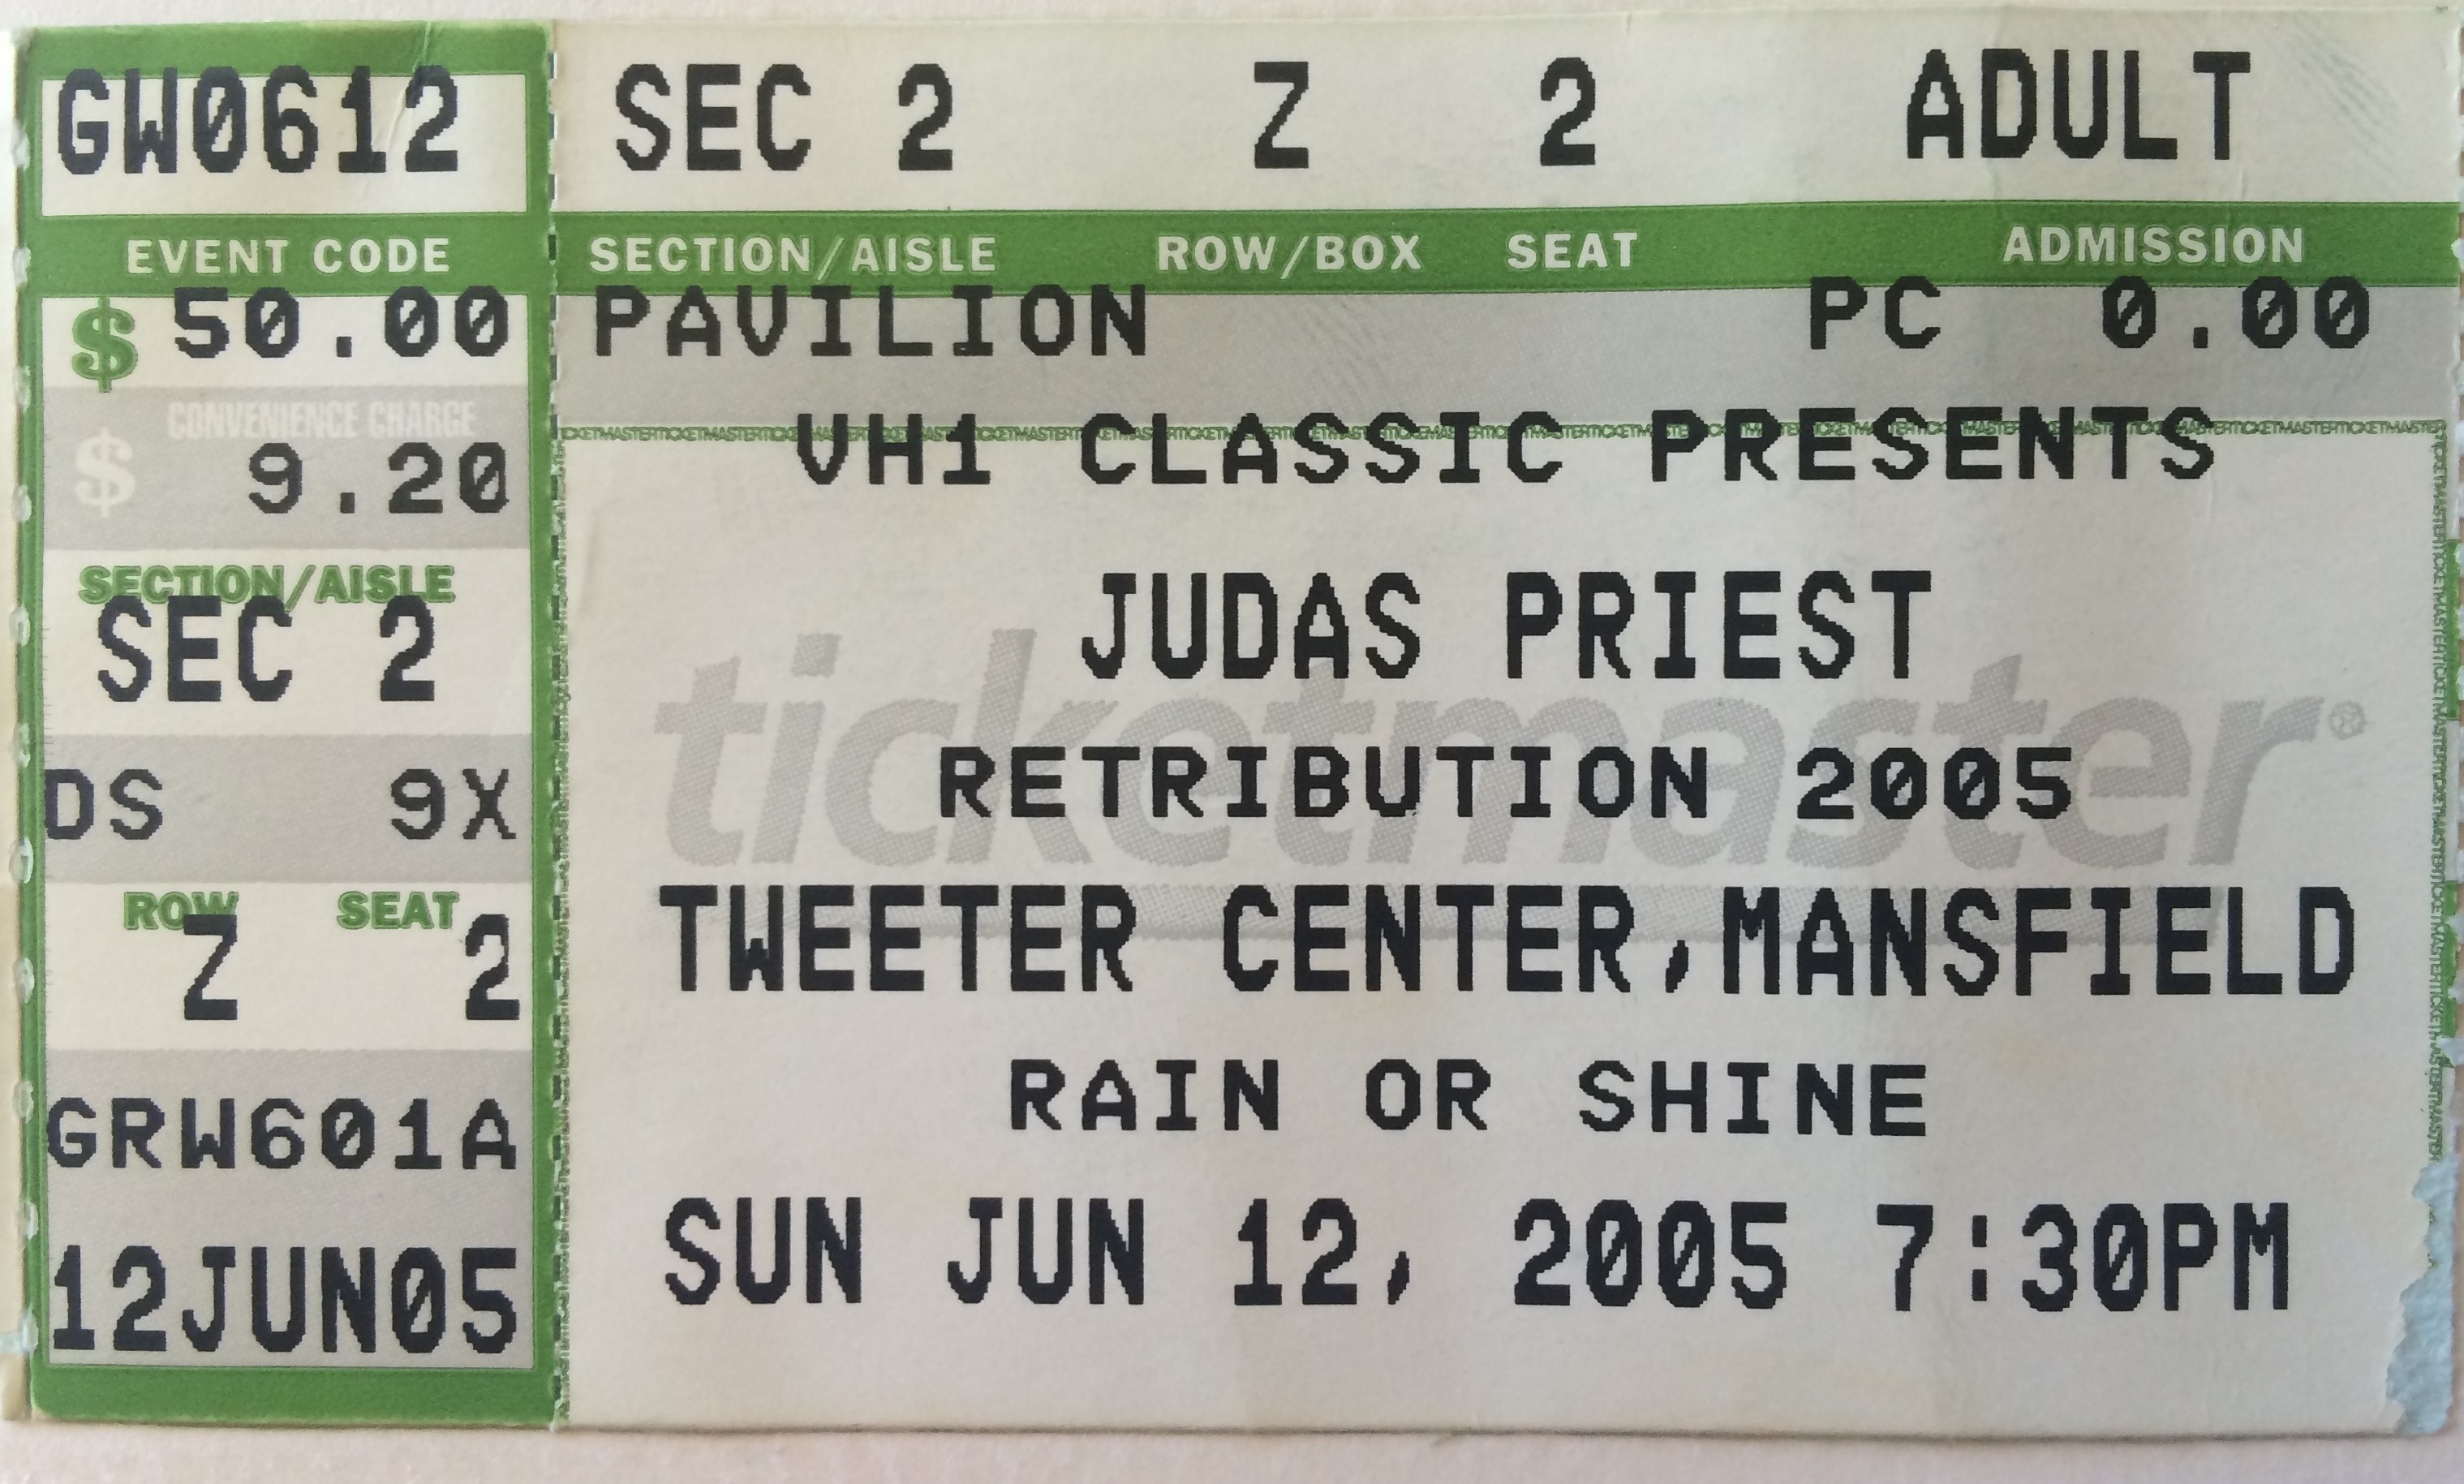 GW0612
EVENT CODE
$ 50.00
CONVENIENCE CHARGE
$ 9.20
SECTION/AISLE
SEC 2
DS 9X
ROW SEAT
Z 2
GRW601A
12JUN05
SEC 2 Z 2 ADULT
SECTION/AISLE ROW/BOX SEAT ADMISSION
PAVILION PC 0.00
VH1 CLASSIC PRESENTS
JUDAS PRIEST
ticketmaster®
RETRIBUTION 2005
TWEETER CENTER,MANSFIELD
RAIN OR SHINE
SUN JUN 12, 2005 7:30PM